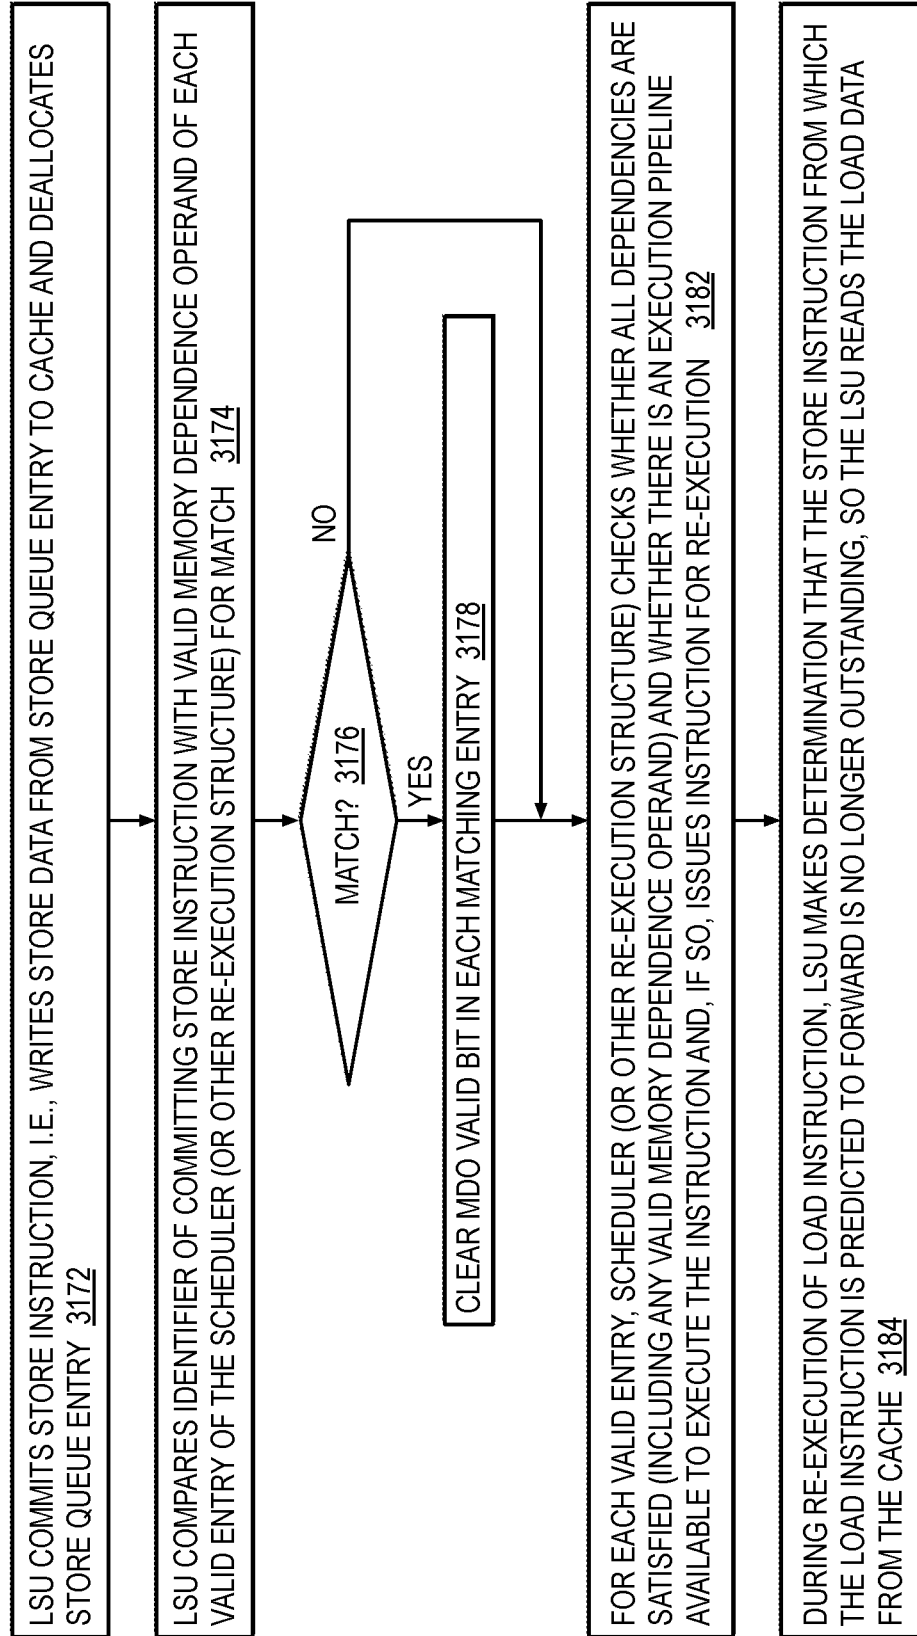 LSU COMMITS STORE INSTRUCTION, I.E., WRITES STORE DATA FROM STORE QUEUE ENTRY TO CACHE AND DEALLOCATES
STORE QUEUE ENTRY 3172
LSU COMPARES IDENTIFIER OF COMMITTING STORE INSTRUCTION WITH VALID MEMORY DEPENDENCE OPERAND OF EACH
VALID ENTRY OF THE SCHEDULER (OR OTHER RE-EXECUTION STRUCTURE) FOR MATCH 3174
MATCH? 3176
NO
YES
CLEAR MDO VALID BIT IN EACH MATCHING ENTRY 3178
FOR EACH VALID ENTRY, SCHEDULER (OR OTHER RE-EXECUTION STRUCTURE) CHECKS WHETHER ALL DEPENDENCIES ARE
SATISFIED (INCLUDING ANY VALID MEMORY DEPENDENCE OPERAND) AND WHETHER THERE IS AN EXECUTION PIPELINE
AVAILABLE TO EXECUTE THE INSTRUCTION AND, IF SO, ISSUES INSTRUCTION FOR RE-EXECUTION 3182
DURING RE-EXECUTION OF LOAD INSTRUCTION, LSU MAKES DETERMINATION THAT THE STORE INSTRUCTION FROM WHICH
THE LOAD INSTRUCTION IS PREDICTED TO FORWARD IS NO LONGER OUTSTANDING, SO THE LSU READS THE LOAD DATA
FROM THE CACHE 3184